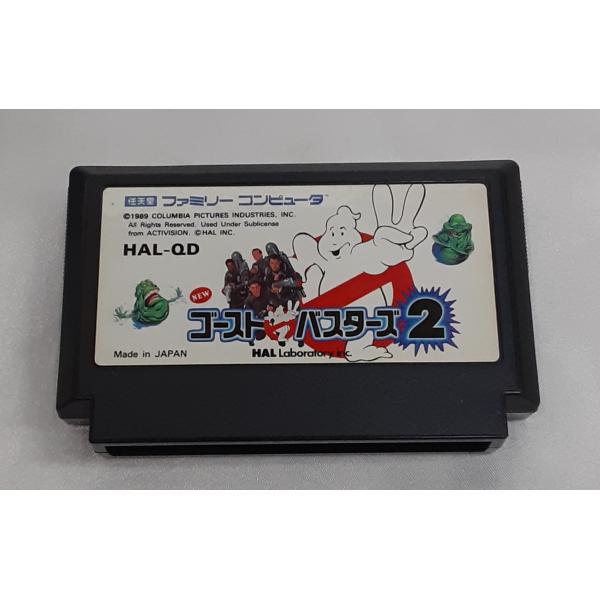 任天堂 ファミリー コンピュータ
©1989 COLUMBIA PICTURES INDUSTRIES, INC.
All Rights Reserved. Used Under Sublicense
from ACTIVISION. ©HAL INC.
HAL-QD
NEW
ゴーストバスターズ2
HAL Laboratory, Inc.
Made in JAPAN